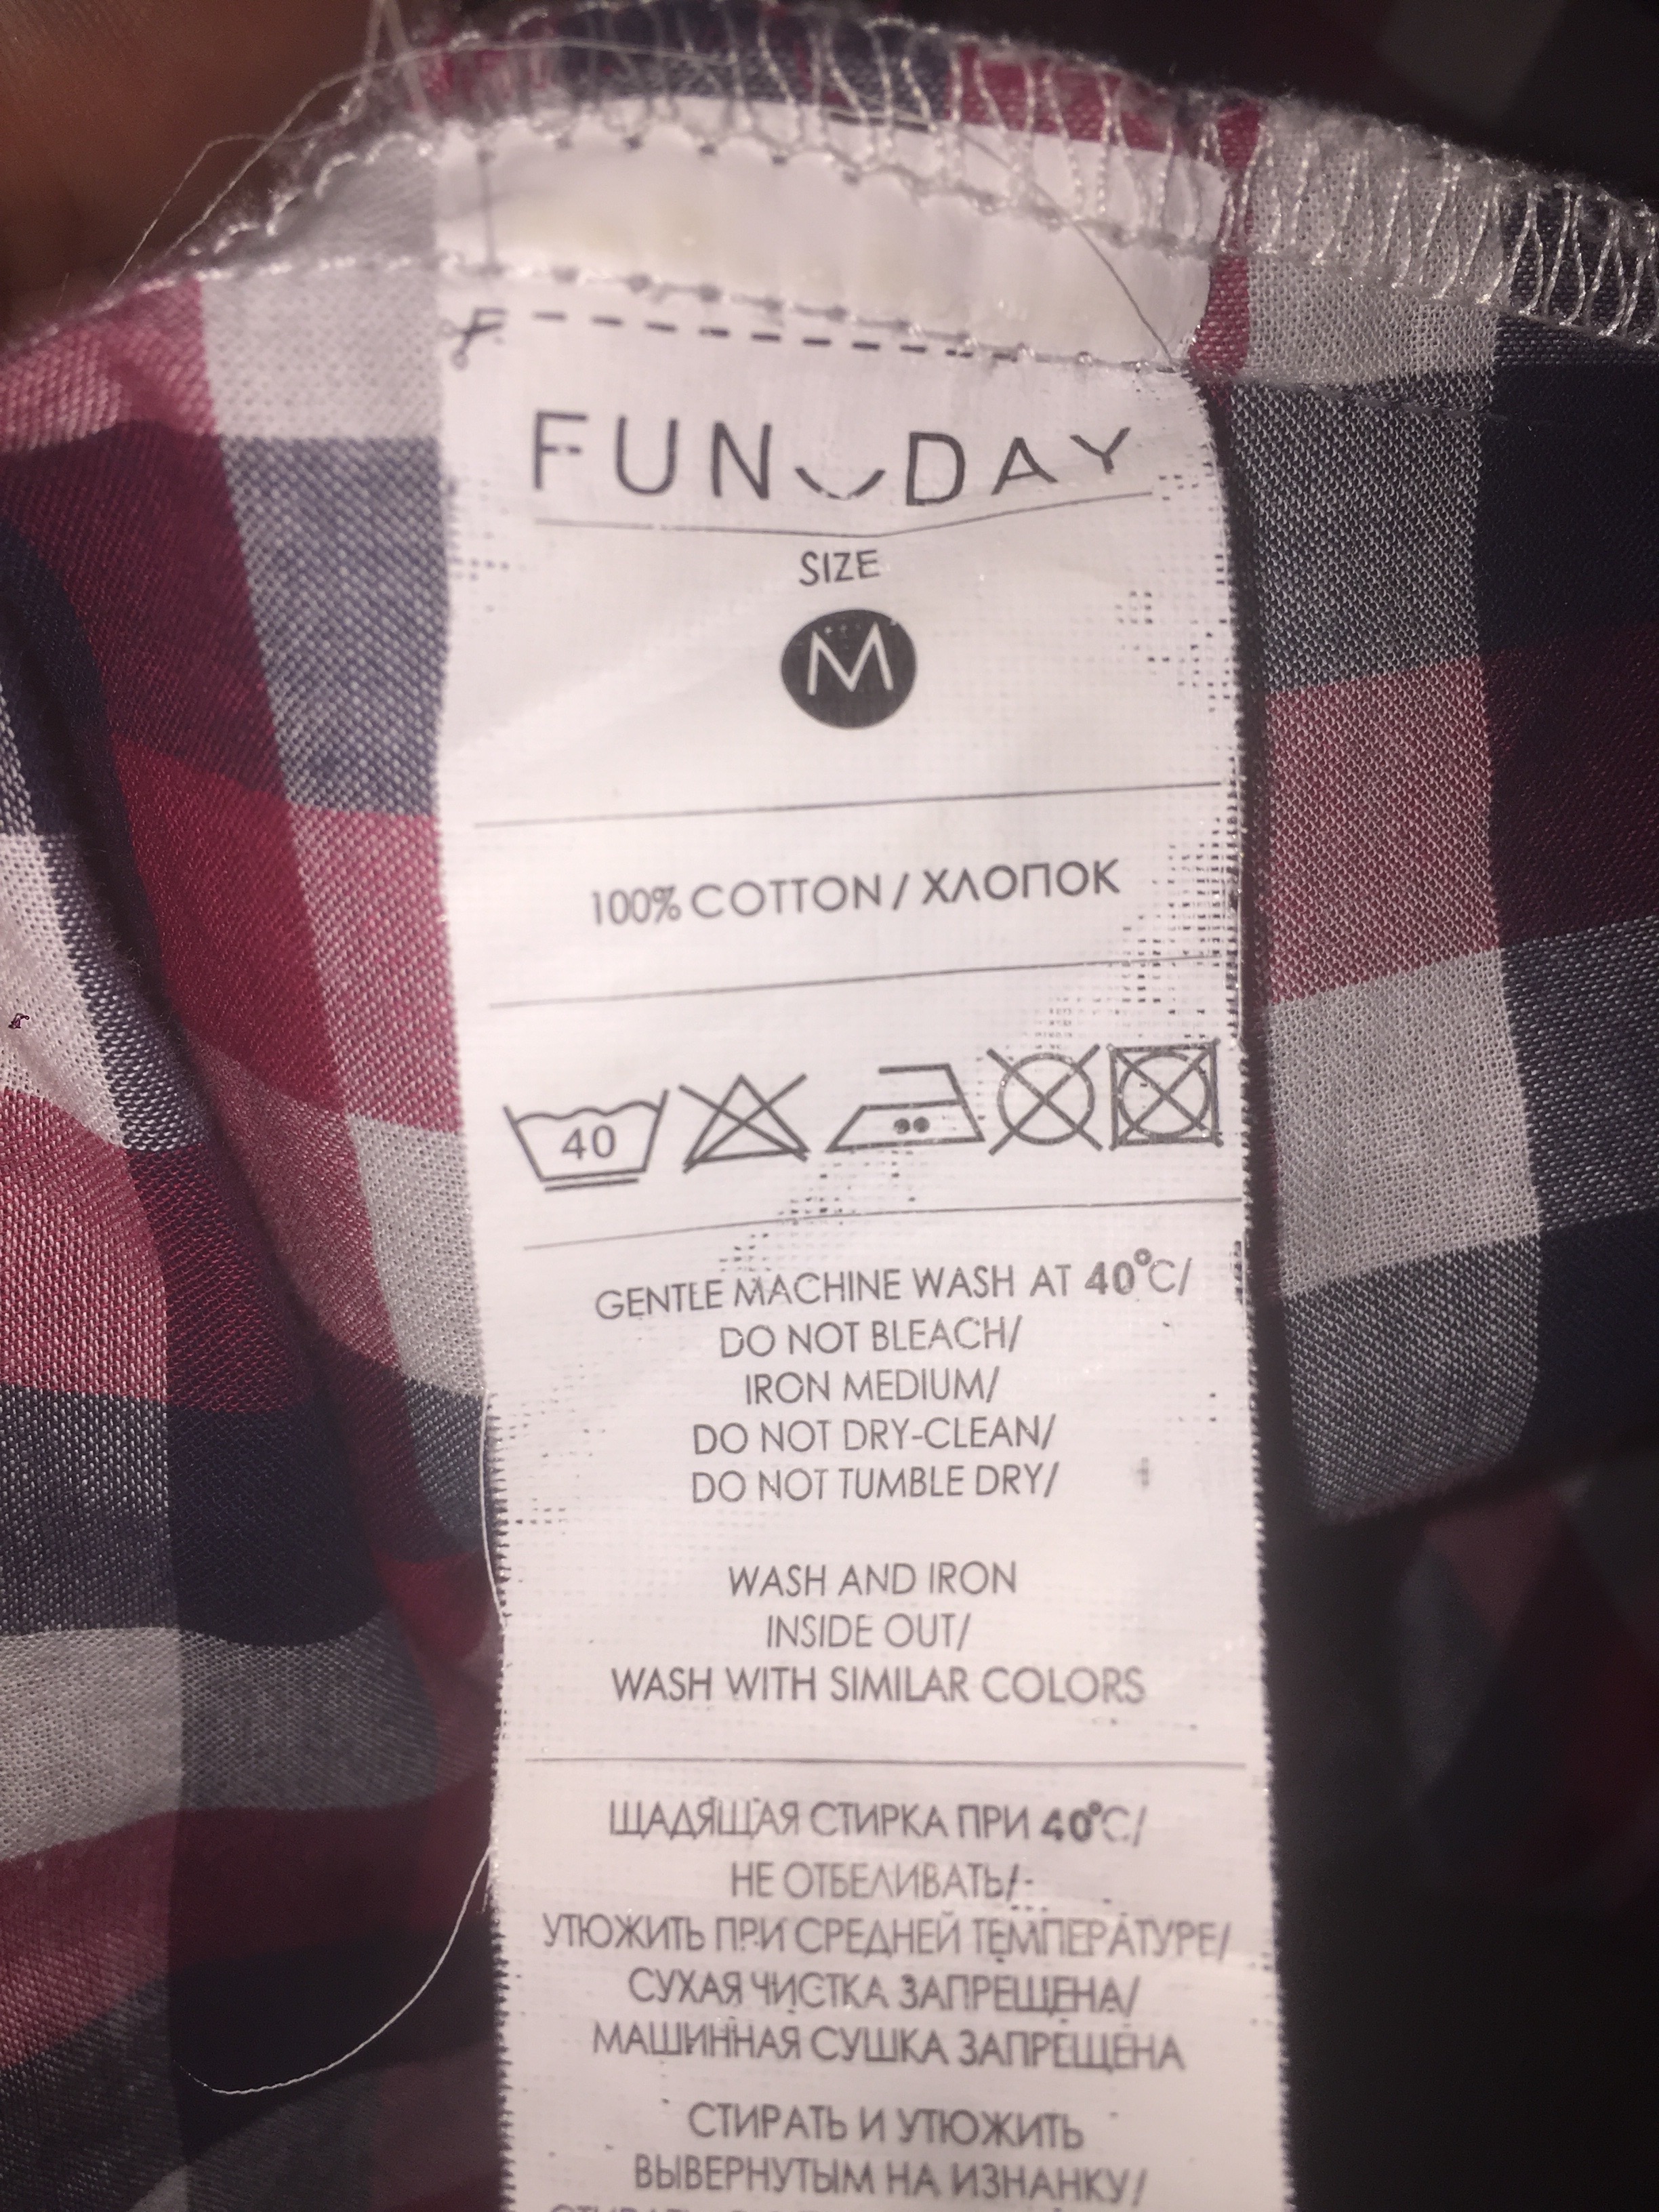 FUN DAY
SIZE
M
100% COTTON / ХЛОПОК
40
GENTLE MACHINE WASH AT 40°C/
DO NOT BLEACH/
IRON MEDIUM/
DO NOT DRY-CLEAN/
DO NOT TUMBLE DRY/
WASH AND IRON
INSIDE OUT/
WASH WITH SIMILAR COLORS
ЩАДЯЩАЯ СТИРКА ПРИ 40°C/
НЕ ОТБЕЛИВАТЬ/
УТЮЖИТЬ ПРИ СРЕДНЕЙ ТЕМПЕРАТУРЕ/
СУХАЯ ЧИСТКА ЗАПРЕЩЕНА/
МАШИННАЯ СУШКА ЗАПРЕЩЕНА
СТИРАТЬ И УТЮЖИТЬ
ВЫВЕРНУТЫМ НА ИЗНАНКУ/